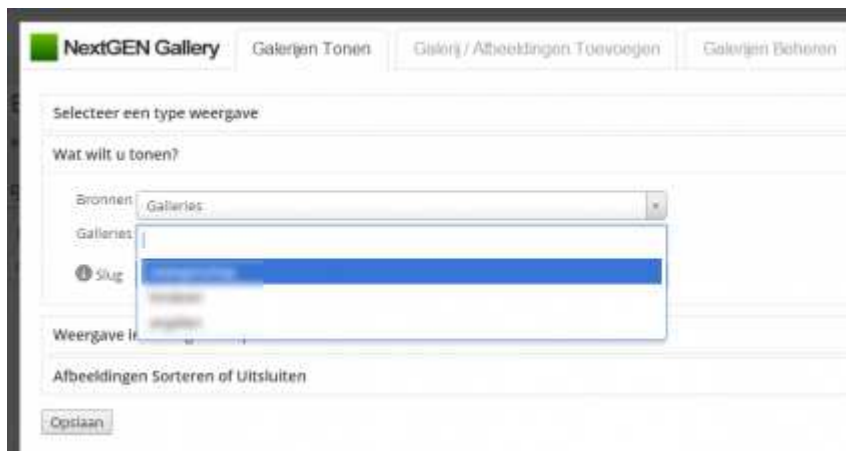 NextGEN Gallery
Galerijen Tonen
Galerij / Afbeeldingen Toevoegen
Galerijen Beheren
Selecteer een type weergave
Wat wilt u tonen?
Bronnen
Galleries
Galleries
Slug
Weergave
Afbeeldingen Sorteren of Uitsluiten
Opslaan